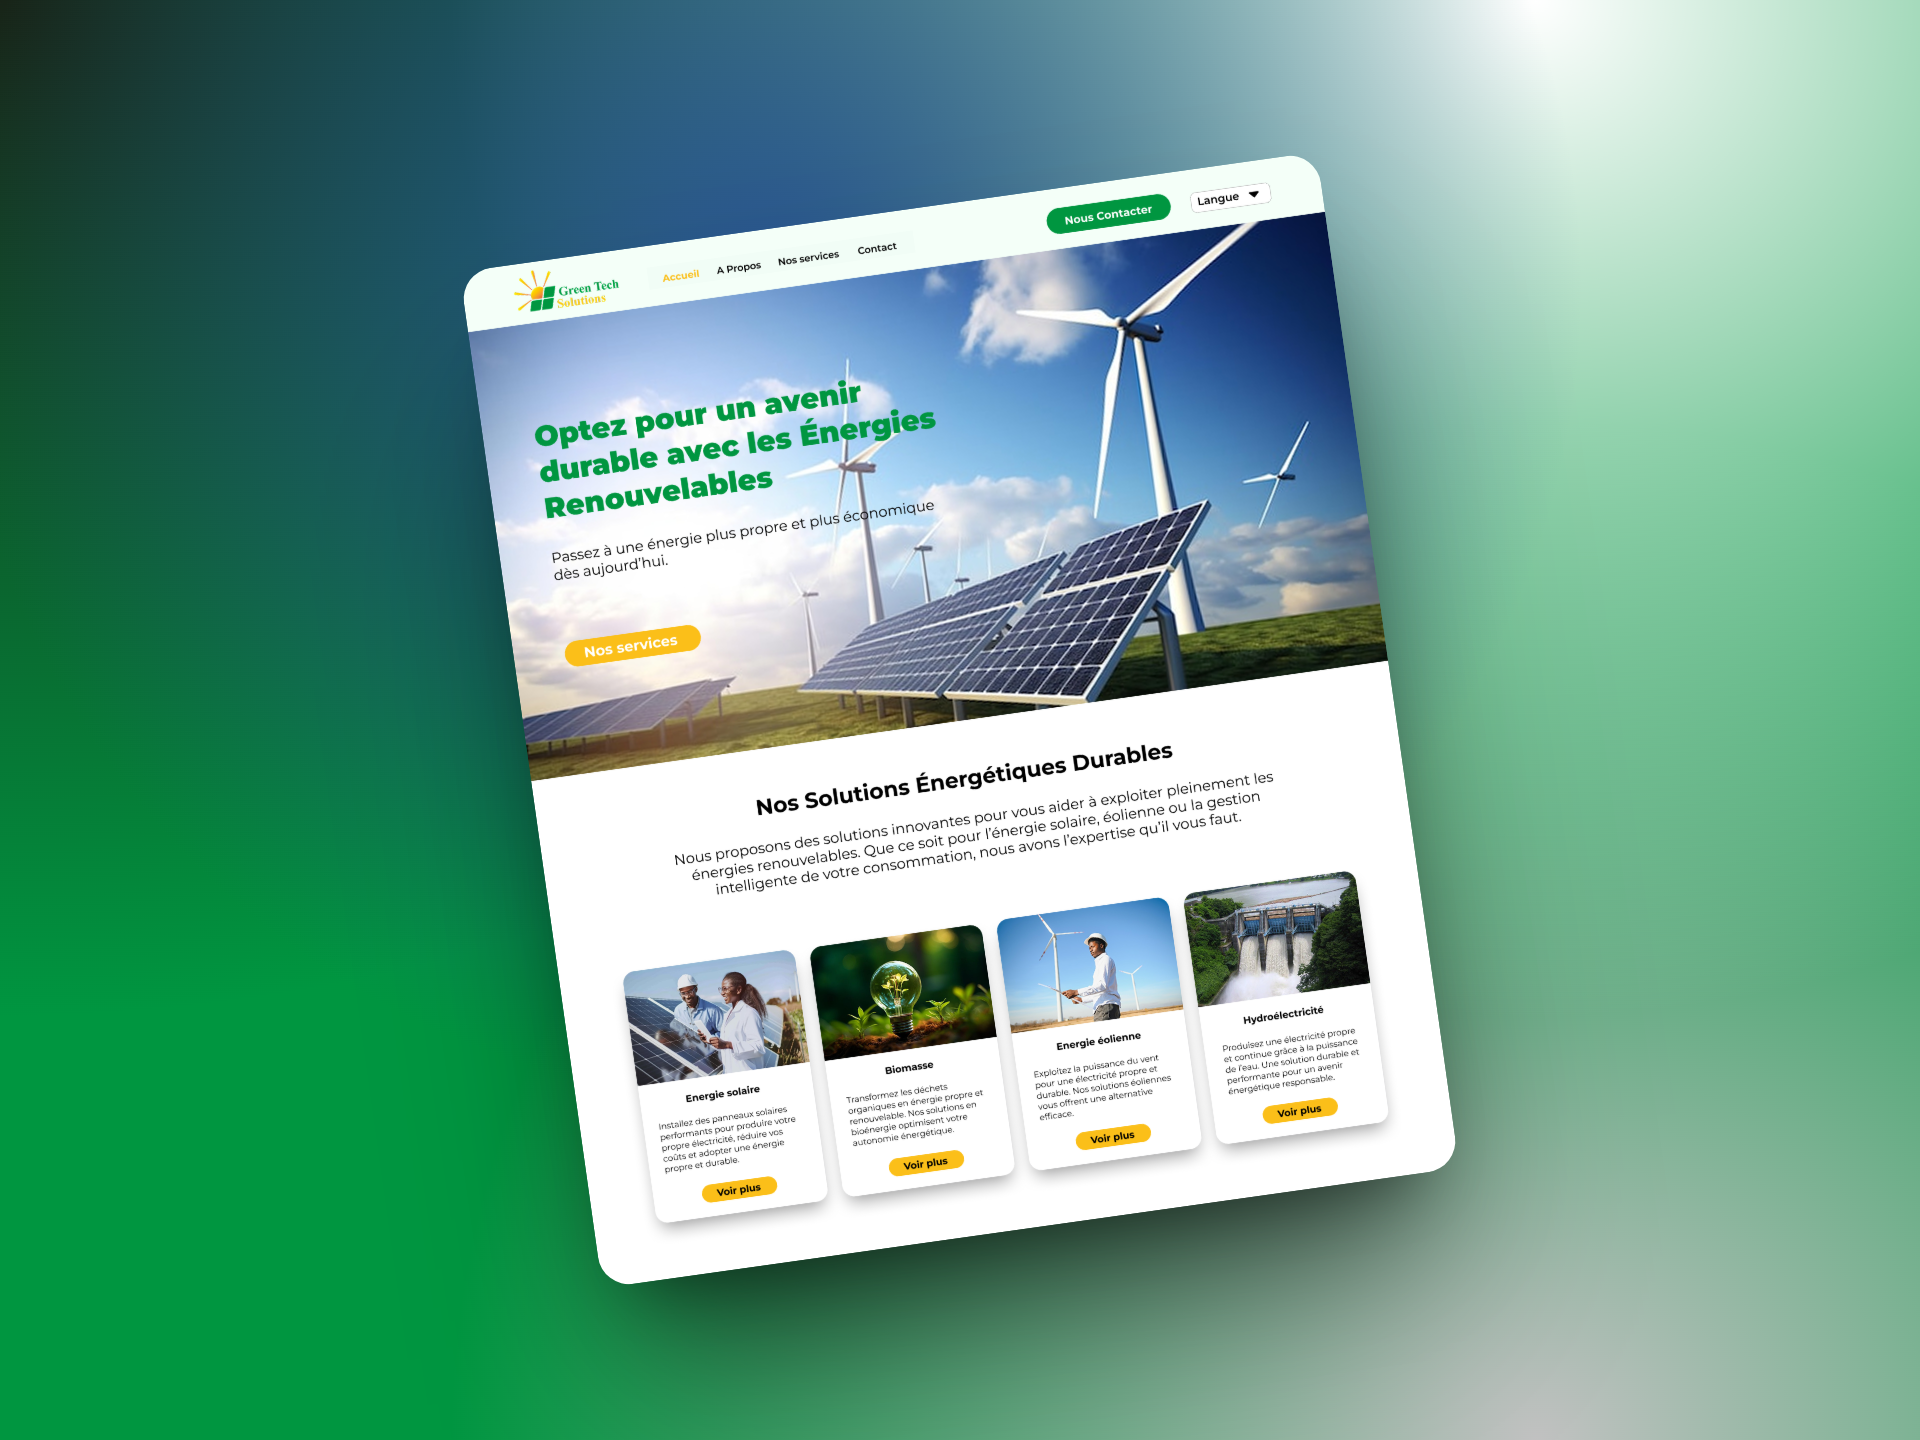 Green Tech
Solutions
Accueil
A Propos
Nos services
Contact
Nous Contacter
Langue
Optez pour un avenir
durable avec les Énergies
Renouvelables
Passez à une énergie plus propre et plus économique
dès aujourd'hui.
Nos services
Nos Solutions Énergétiques Durables
Nous proposons des solutions innovantes pour vous aider à exploiter pleinement les
énergies renouvelables. Que ce soit pour l'énergie solaire, éolienne ou la gestion
intelligente de votre consommation, nous avons l'expertise qu'il vous faut.
Energie solaire
Installez des panneaux solaires
performants pour produire votre
propre électricité, réduire vos
coûts et adopter une énergie
propre et durable.
Voir plus
Biomasse
Transformez les déchets
organiques en énergie propre et
renouvelable. Nos solutions en
bioénergie optimisent votre
autonomie énergétique.
Voir plus
Energie éolienne
Exploitez la puissance du vent
pour une électricité propre et
durable. Nos solutions éoliennes
vous offrent une alternative
efficace.
Voir plus
Hydroélectricité
Produisez une électricité propre
et continue grâce à la puissance
de l'eau. Une solution durable et
performante pour un avenir
énergétique responsable.
Voir plus